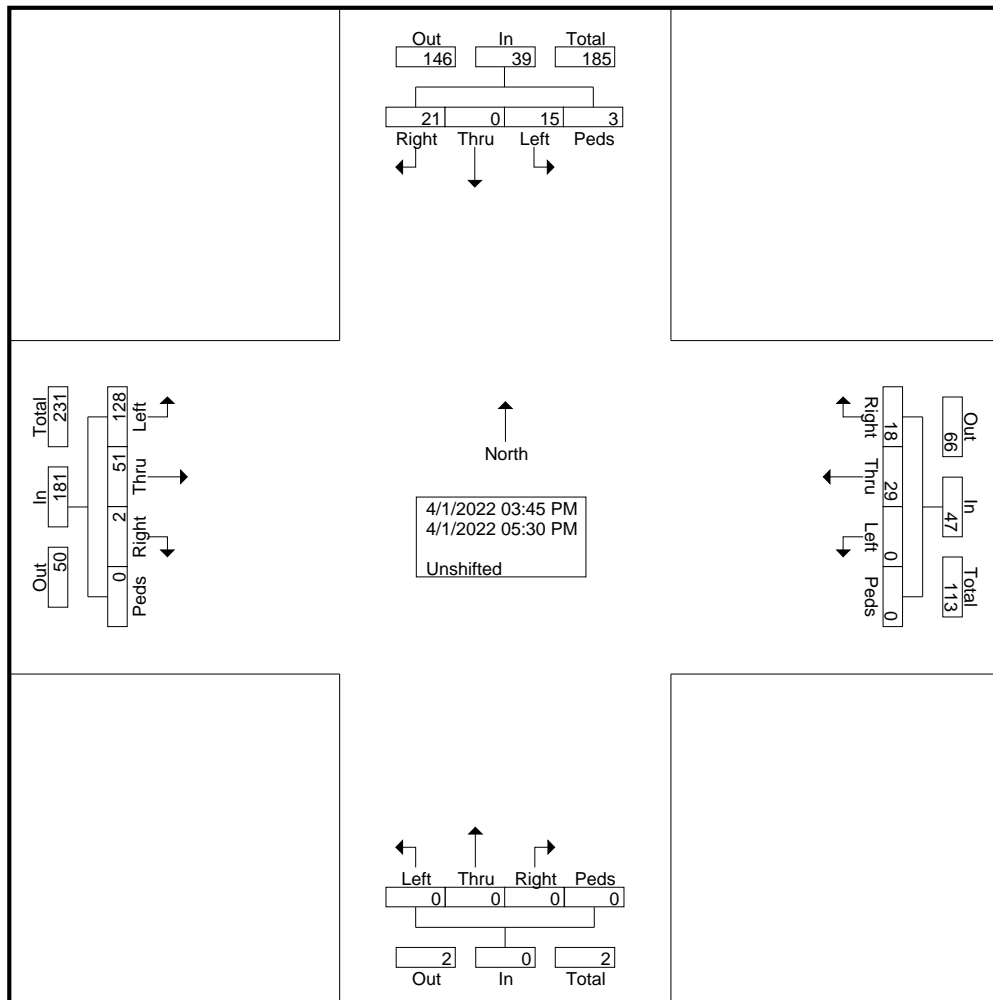 Out In Total
146 39 185
21 0 15 3
Right Thru Left Peds
Total 231
In 181
Out 50
128 51 2 0
Left Thru Right Peds
North
4/1/2022 03:45 PM
4/1/2022 05:30 PM
Unshifted
Right Thru Left Peds
18 29 0 0
Out 66
In 47
Total 113
Left Thru Right Peds
0 0 0 0
2 0 2
Out In Total